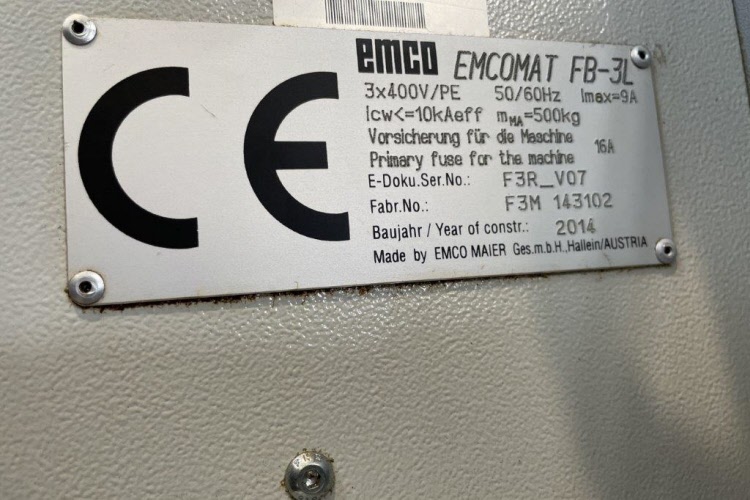 CE
emco EMCOMAT FB-3L
3x400V/PE 50/60Hz Imax=9A
Icw<=10kAeff mMA=500kg
Vorsicherung für die Maschine
Primary fuse for the machine 16A
E-Doku.Ser.No.: F3R_V07
Fabr.No.: F3M 143102
Baujahr / Year of constr.: 2014
Made by EMCO MAIER Ges.m.b.H.,Hallein/AUSTRIA